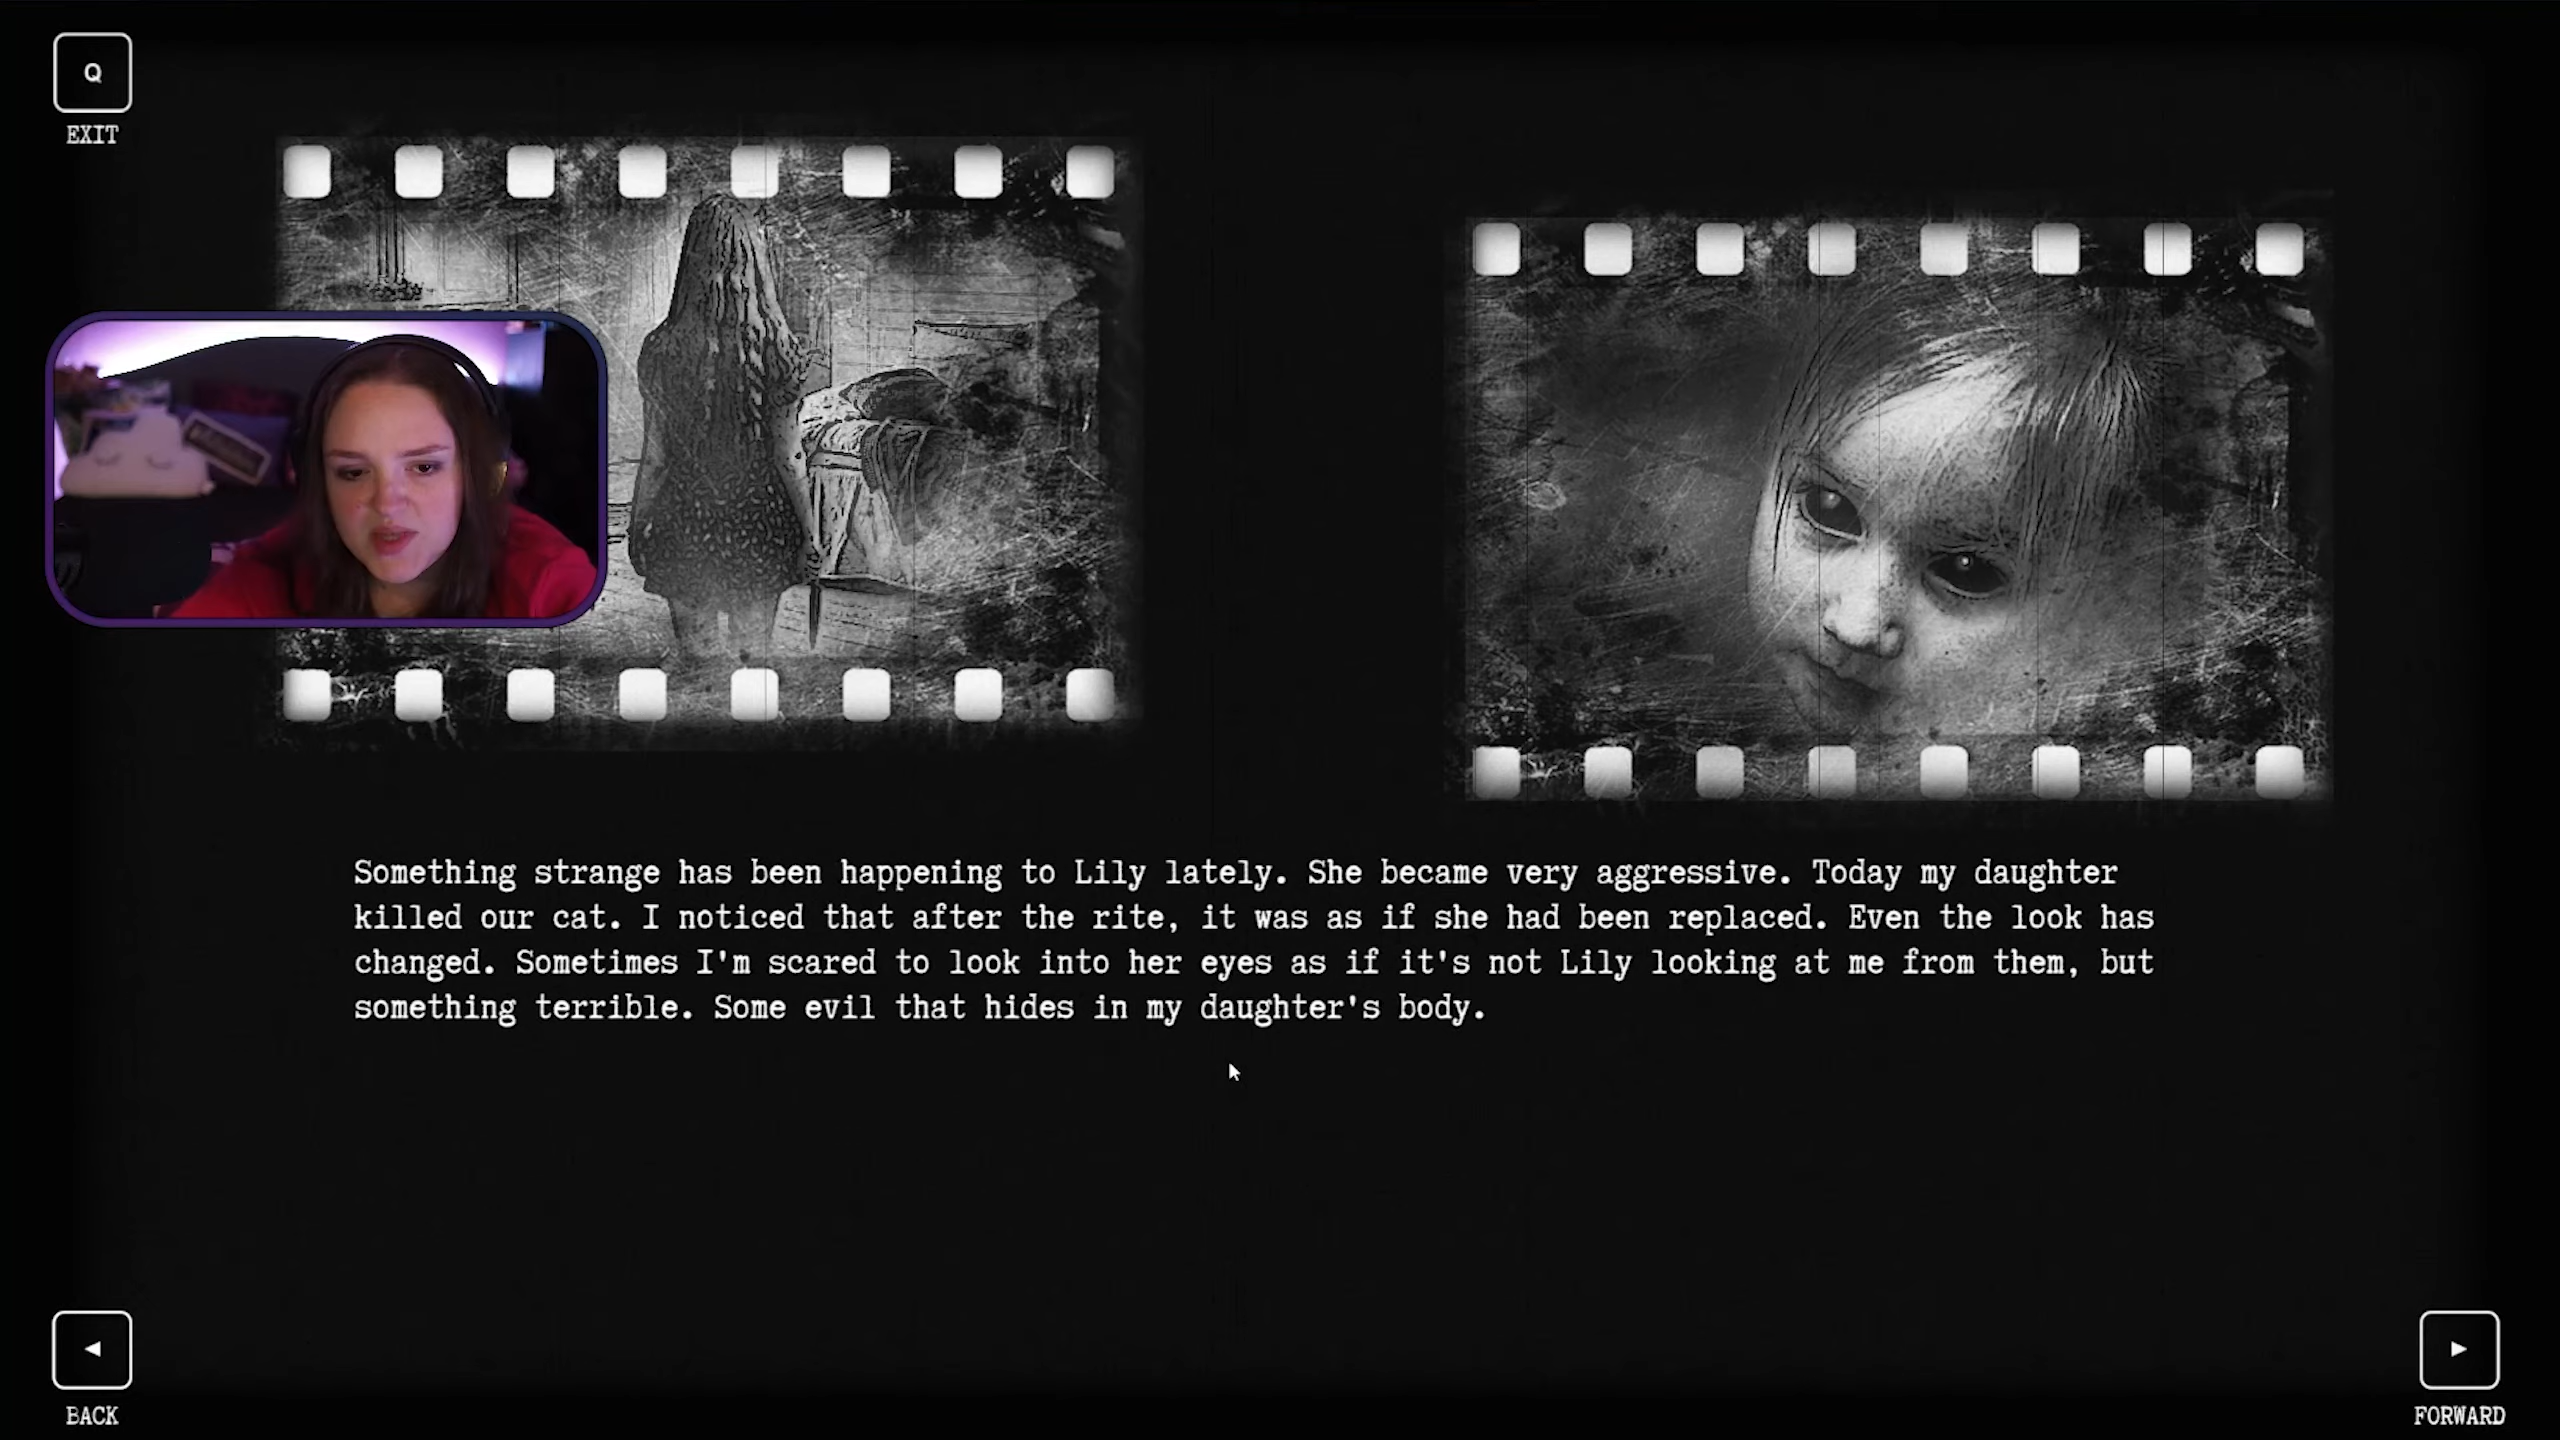 Q
EXIT
Something strange has been happening to Lily lately. She became very aggressive. Today my daughter
killed our cat. I noticed that after the rite, it was as if she had been replaced. Even the look has
changed. Sometimes I'm scared to look into her eyes as if it's not Lily looking at me from them, but
something terrible. Some evil that hides in my daughter's body.
BACK
FORWARD